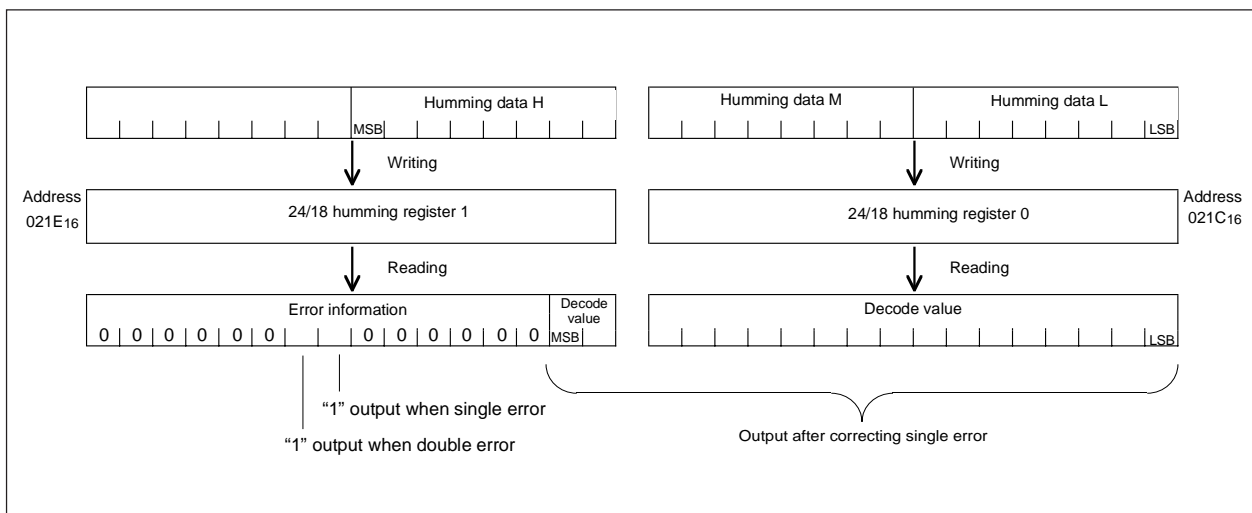 Humming data H
Humming data M
Humming data L
MSB
LSB
Writing
Writing
Address
021E16
24/18 humming register 1
24/18 humming register 0
Address
021C16
Reading
Reading
Error information
Decode
value
Decode value
0 0 0 0 0 0 0 0 0 0 0 0 MSB
LSB
“1” output when single error
“1” output when double error
Output after correcting single error